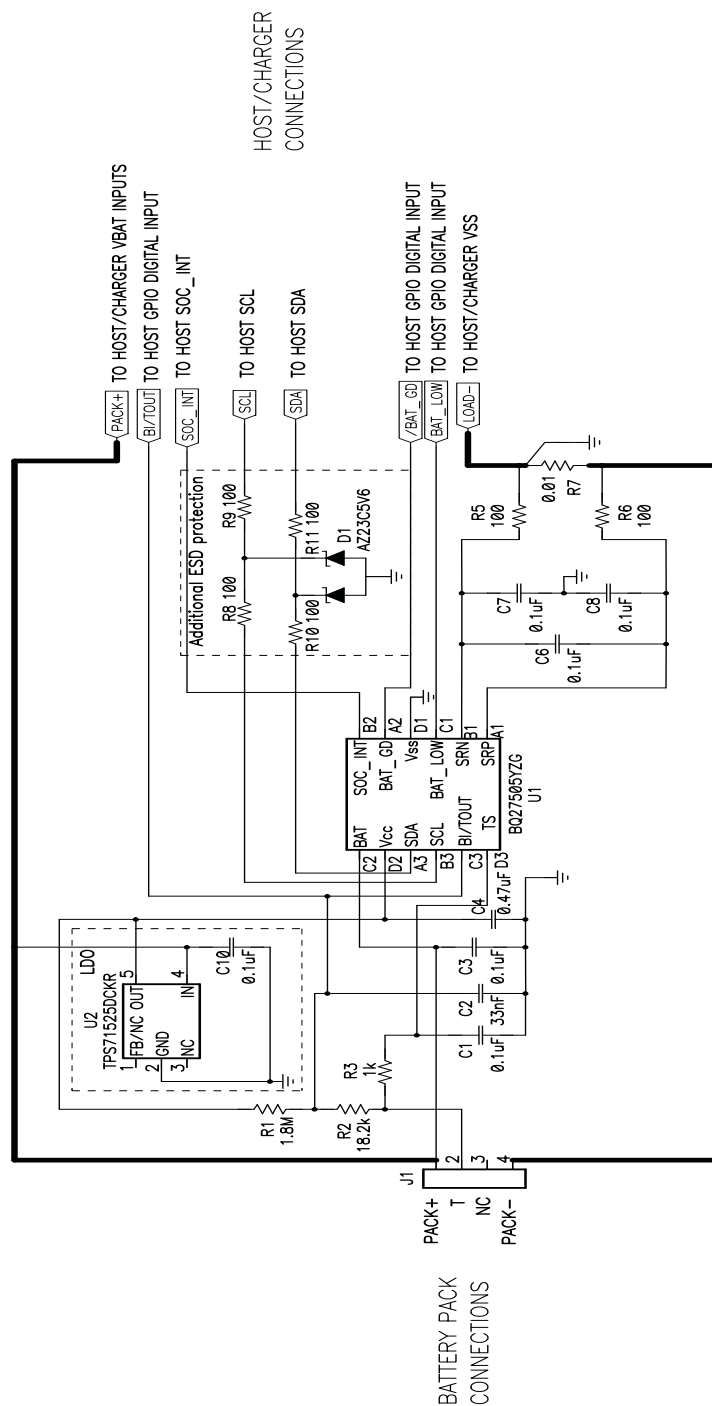 BATTERY PACK
CONNECTIONS
PACK+
T
NC
PACK-
J1
2
3
4
R1
1.8M
R2
18.2k
R3
1k
U2
TPS71525DCKR
1
FB/NC
OUT
5
2
GND
3
NC
IN
4
LDO
C10
0.1uF
C1
0.1uF
C2
33nF
C3
0.1uF
C4
0.47uF
C2
BAT
D2
Vcc
A3
SDA
B3
SCL
C3
BI/TOUT
D3
TS
SOC_INT
B2
BAT_GD
A2
Vss
D1
BAT_LOW
C1
SRN
B1
SRP
A1
BQ27505YZG
U1
Additional ESD protection
R8 100
R9 100
R10 100
R11 100
D1
AZ23C5V6
C6
0.1uF
C7
0.1uF
C8
0.1uF
R5
100
R6
100
0.01
R7
PACK+
TO HOST/CHARGER VBAT INPUTS
BI/TOUT
TO HOST GPIO DIGITAL INPUT
SOC_INT
TO HOST SOC_INT
SCL
TO HOST SCL
SDA
TO HOST SDA
/BAT_GD
TO HOST GPIO DIGITAL INPUT
BAT_LOW
TO HOST GPIO DIGITAL INPUT
LOAD-
TO HOST/CHARGER VSS
HOST/CHARGER
CONNECTIONS